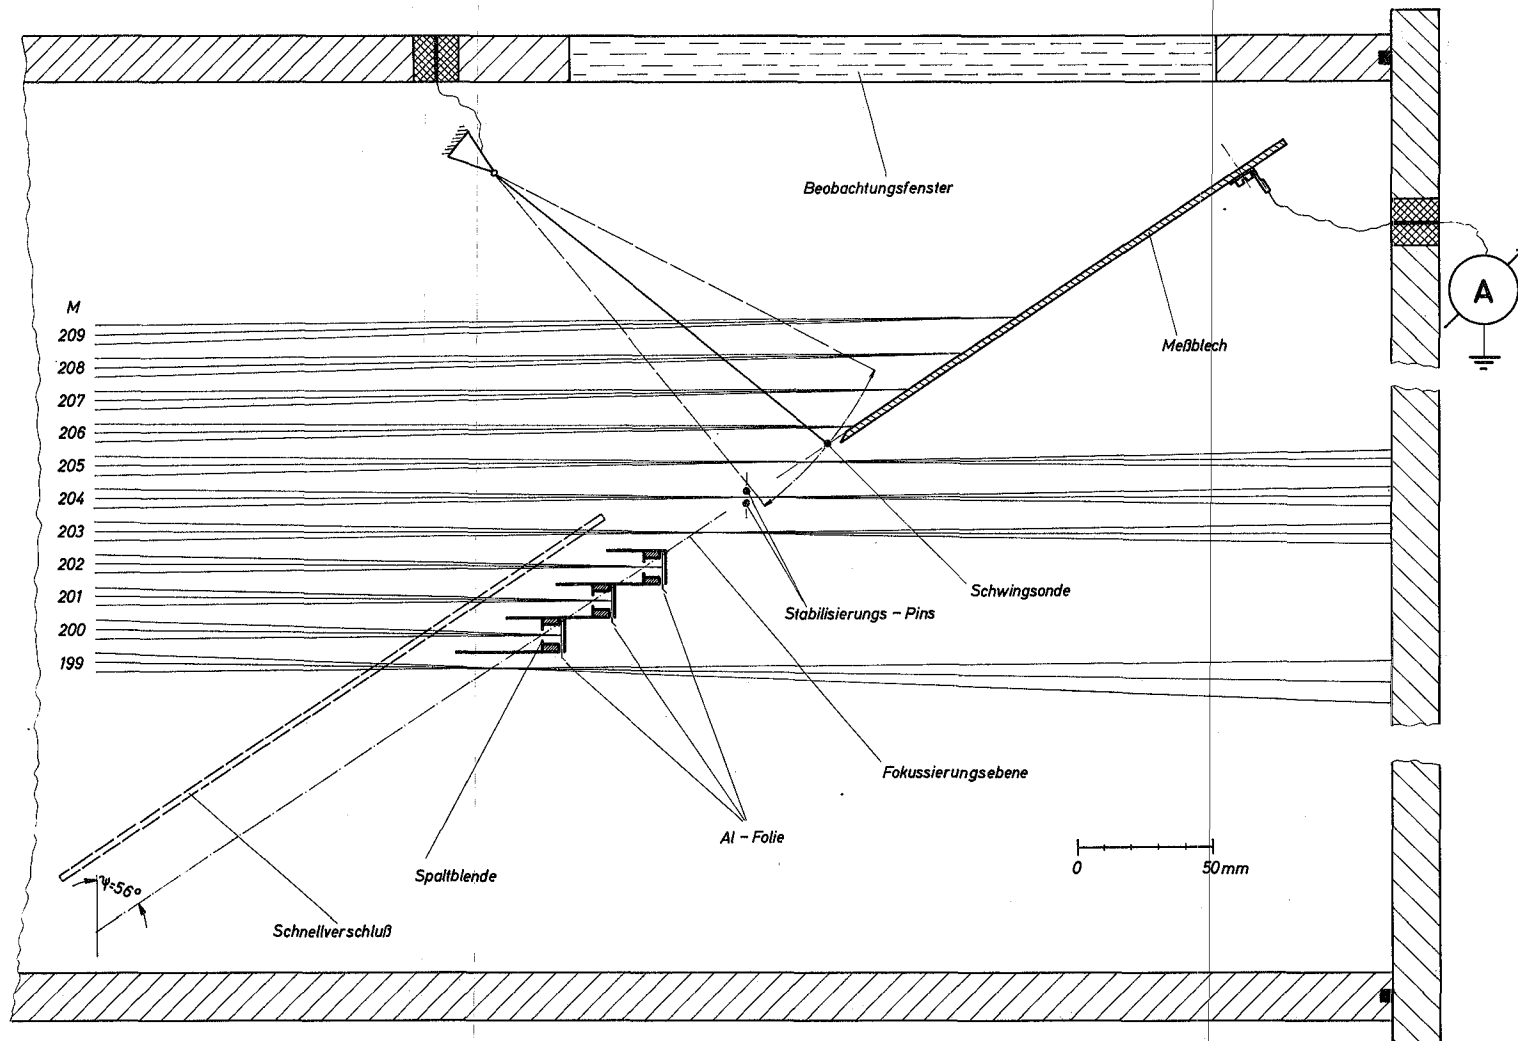 Beobachtungsfenster
M
209
208
207
206
205
204
203
202
201
200
199
A
Meßblech
Schwingsonde
Stabilisierungs - Pins
Fokussierungsebene
Al - Folie
Spaltblende
Schnellverschluß
ψ=56°
0 50mm